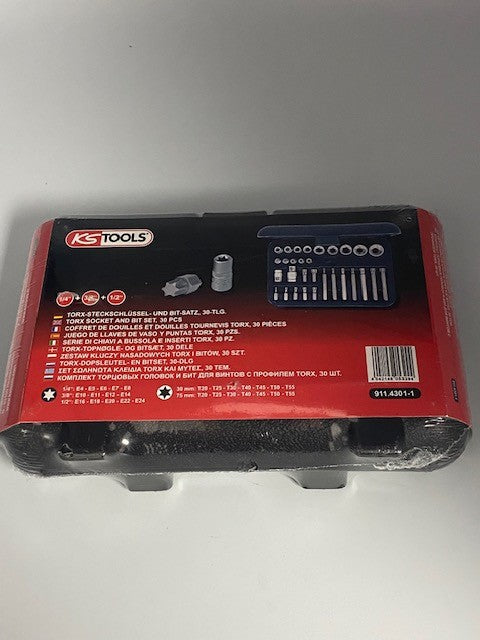 KS TOOLS®
1/4" + 3/8" + 1/2"
TORX-STECKSCHLÜSSEL- UND BIT-SATZ, 30-TLG.
TORX SOCKET AND BIT SET, 30 PCS
COFFRET DE DOUILLES ET DOUILLES TOURNEVIS TORX, 30 PIÈCES
JUEGO DE LLAVES DE VASO Y PUNTAS TORX, 30 PZS.
SERIE DI CHIAVI A BUSSOLA E INSERTI TORX, 30 PZ.
TORX-TOPNØGLE- OG BITSÆT, 30 DELE
ZESTAW KLUCZY NASADOWYCH TORX I BITÓW, 30 SZT.
TORX-DOPSLEUTEL- EN BITSET, 30-DLG
ΣΕΤ ΣΩΛΗΝΩΤΑ ΚΛΕΙΔΙΑ TORX ΚΑΙ ΜΥΤΕΣ, 30 ΤΕΜ.
КОМПЛЕКТ ТОРЦОВЫХ ГОЛОВОК И БИТ ДЛЯ ВИНТОВ С ПРОФИЛЕМ TORX, 30 ШТ.
1/4": E4 - E5 - E6 - E7 - E8
3/8": E10 - E11 - E12 - E14
1/2": E16 - E18 - E20 - E22 - E24
30 mm: T20 - T25 - T30 - T40 - T45 - T50 - T55
75 mm: T20 - T25 - T30 - T40 - T45 - T50 - T55
911.4301-1